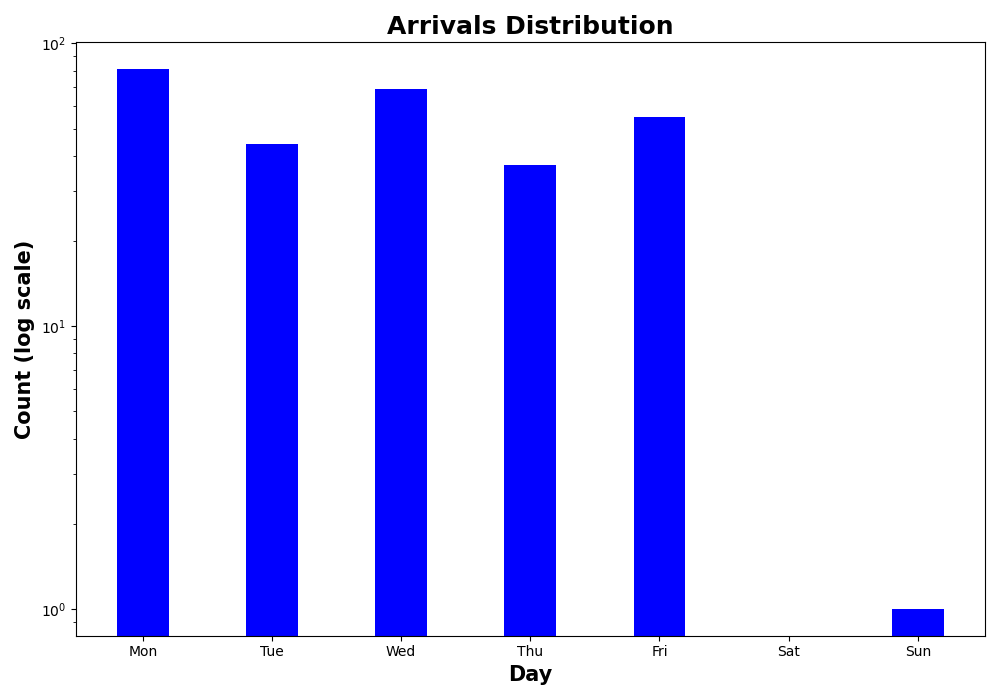 Arrivals Distribution
10²
10¹
10⁰
Count (log scale)
Mon Tue Wed Thu Fri Sat Sun
Day